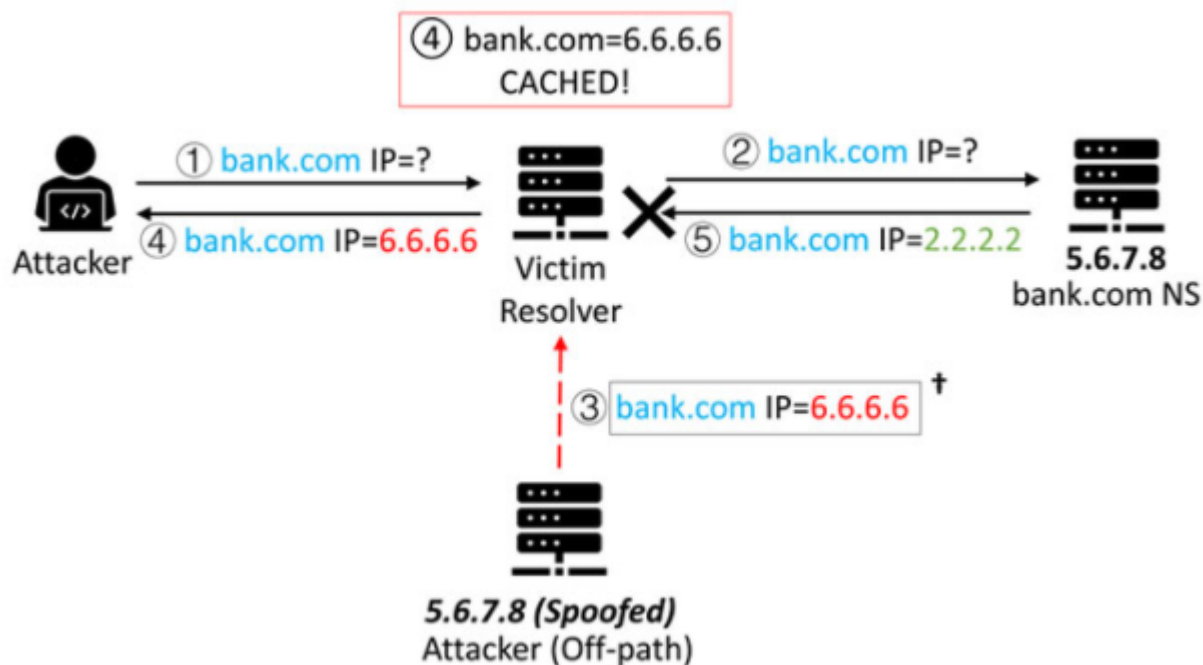 ④ bank.com=6.6.6.6
CACHED!
① bank.com IP=?
② bank.com IP=?
</>
④ bank.com IP=6.6.6.6
⑤ bank.com IP=2.2.2.2
Attacker
Victim
Resolver
5.6.7.8
bank.com NS
③ bank.com IP=6.6.6.6 †
5.6.7.8 (Spoofed)
Attacker (Off-path)